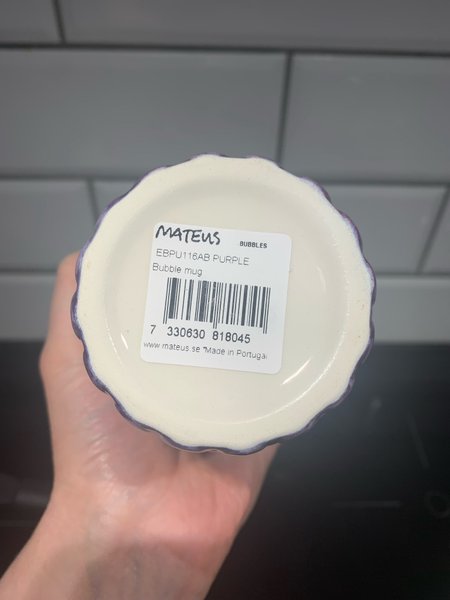 MATEUS BUBBLES
EBPU116AB PURPLE
Bubble mug
7 330630 818045
www.mateus.se "Made in Portugal